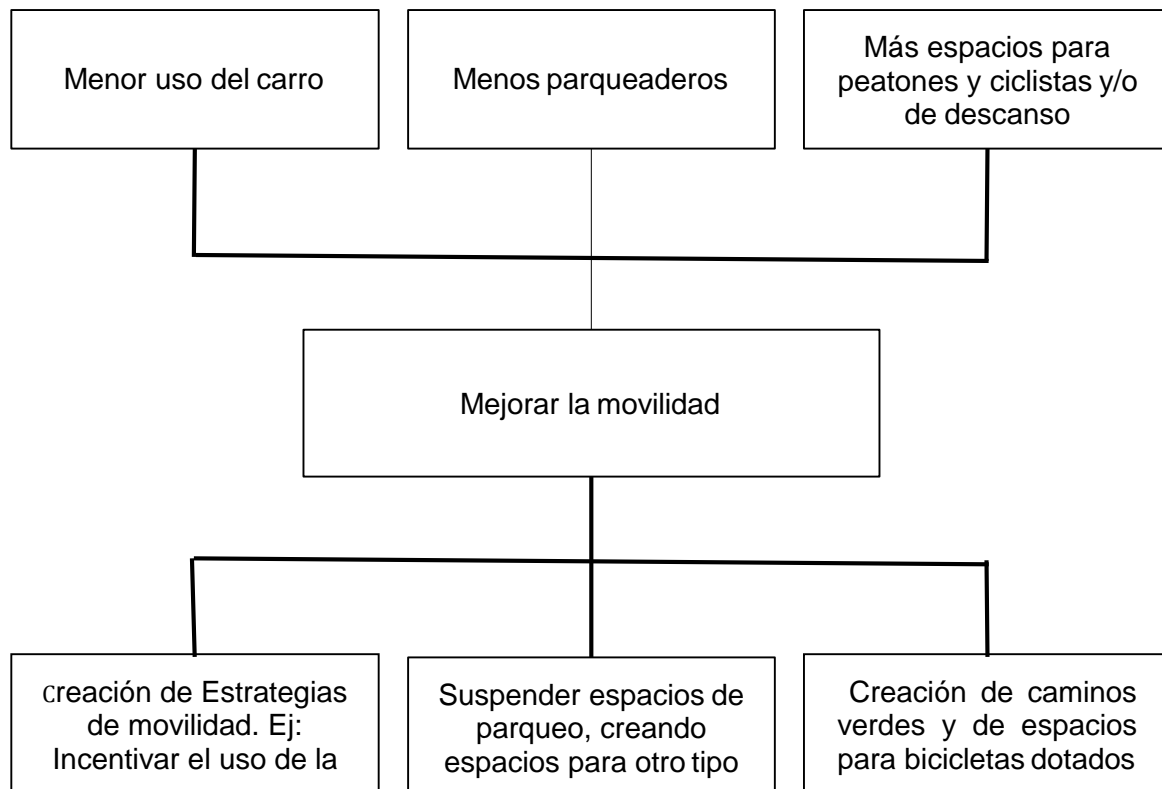 Menor uso del carro
Menos parqueaderos
Más espacios para
peatones y ciclistas y/o
de descanso
Mejorar la movilidad
creación de Estrategias
de movilidad. Ej:
Incentivar el uso de la
Suspender espacios de
parqueo, creando
espacios para otro tipo
Creación de caminos
verdes y de espacios
para bicicletas dotados